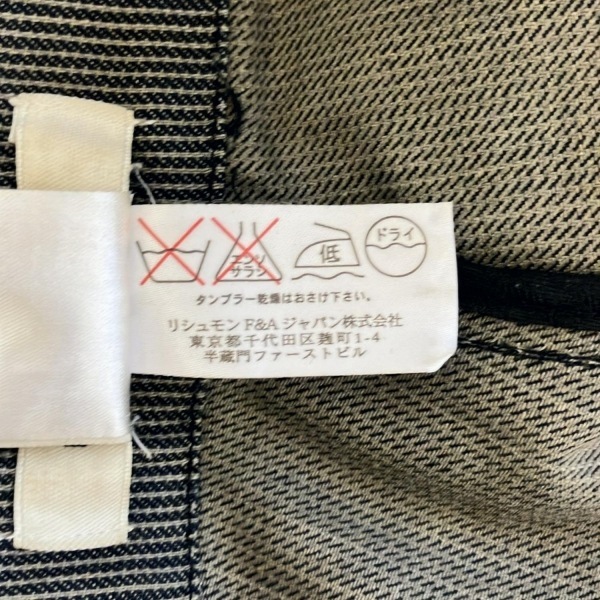 エンソ
サラシ
低
ドライ
タンブラー乾燥はおさけ下さい。
リシュモン F&A ジャパン株式会社
東京都千代田区麹町1-4
半蔵門ファーストビル